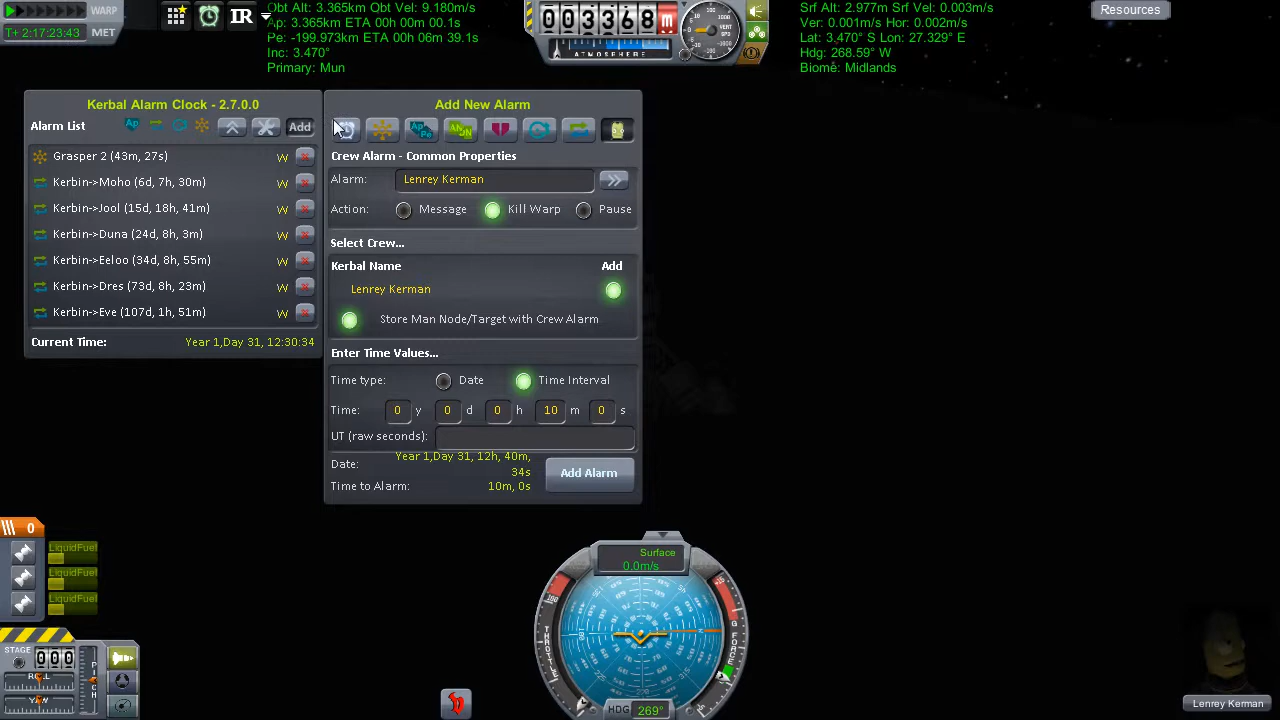 WARP
T+ 2:17:23:43 MET
IR
Obt Alt: 3.365km Obt Vel: 9.180m/s
Ap: 3.365km ETA 00h 00m 00.1s
Pe: -199.973km ETA 00h 06m 39.1s
Inc: 3.470°
Primary: Mun
003368 m
ATMOSPHERE
Srf Alt: 2.977m Srf Vel: 0.003m/s
Ver: 0.001m/s Hor: 0.002m/s
Lat: 3.470° S Lon: 27.329° E
Hdg: 268.59° W
Biome: Midlands
Resources
Kerbal Alarm Clock - 2.7.0.0
Alarm List
Add
Grasper 2 (43m, 27s) W
Kerbin->Moho (6d, 7h, 30m) W
Kerbin->Jool (15d, 18h, 41m) W
Kerbin->Duna (24d, 8h, 3m) W
Kerbin->Eeloo (34d, 8h, 55m) W
Kerbin->Dres (73d, 8h, 23m) W
Kerbin->Eve (107d, 1h, 51m) W
Current Time: Year 1,Day 31, 12:30:34
Add New Alarm
Crew Alarm - Common Properties
Alarm: Lenrey Kerman
Action: Message Kill Warp Pause
Select Crew...
Kerbal Name Add
Lenrey Kerman
Store Man Node/Target with Crew Alarm
Enter Time Values...
Time type: Date Time Interval
Time: 0 y 0 d 0 h 10 m 0 s
UT (raw seconds):
Date: Year 1,Day 31, 12h, 40m, 34s
Time to Alarm: 10m, 0s
Add Alarm
0
LiquidFuel
LiquidFuel
LiquidFuel
STAGE 000
ROLL
YAW
PITCH
Surface
0.0m/s
THROTTLE
G FORCE
HDG 269°
Lenrey Kerman